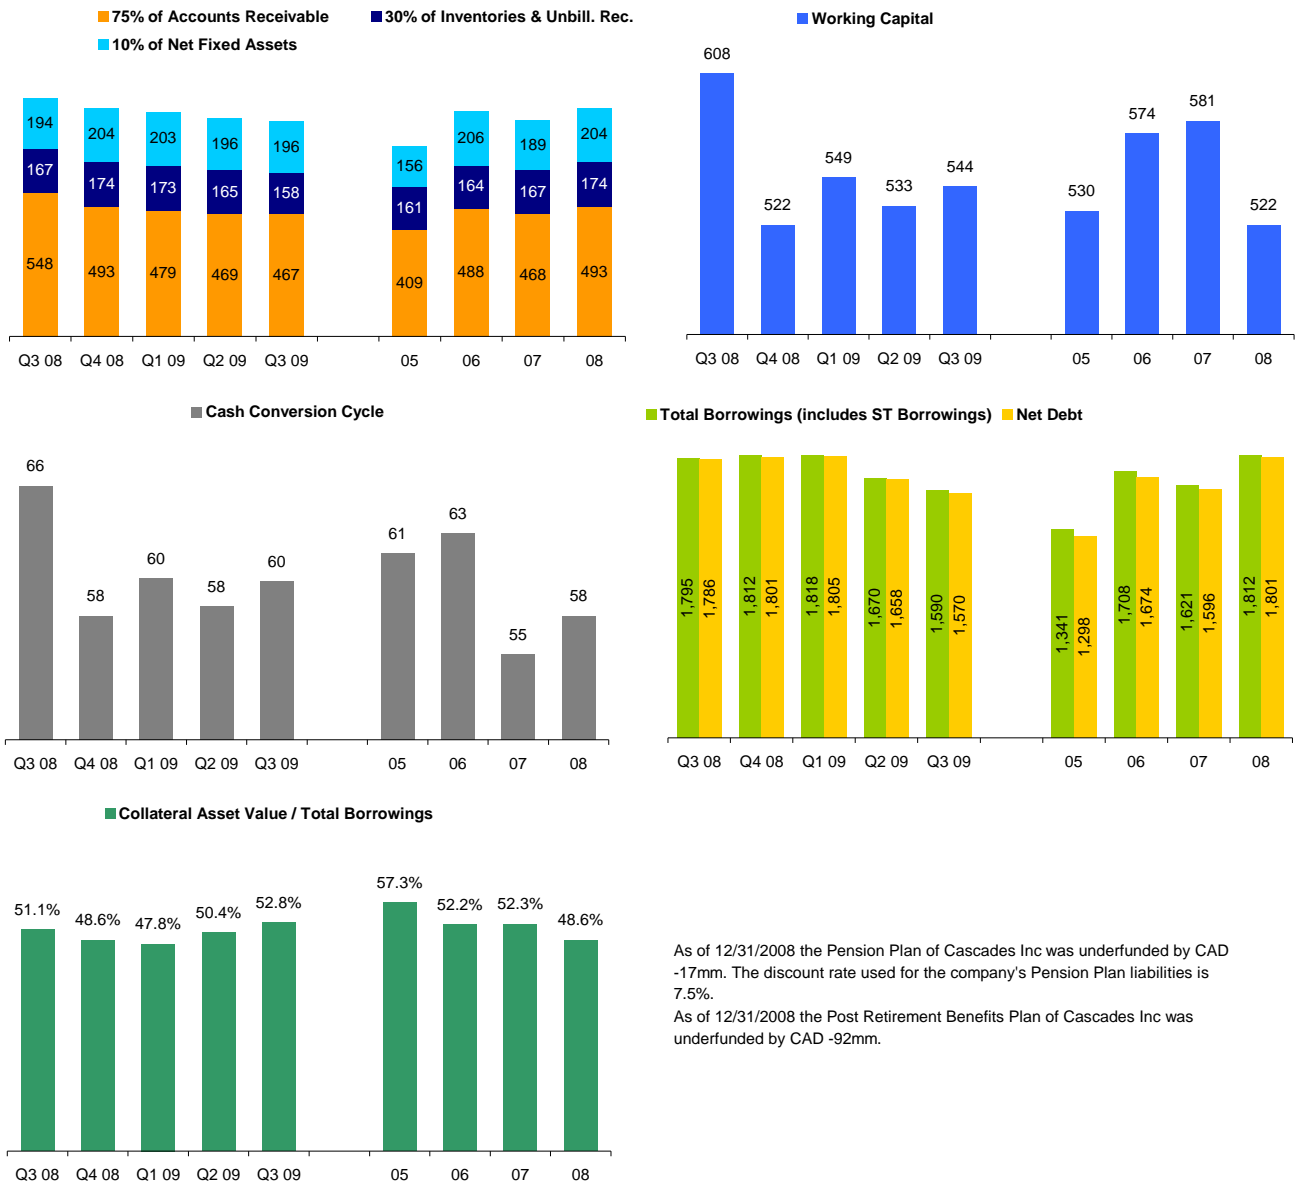 75% of Accounts Receivable
30% of Inventories & Unbill. Rec.
10% of Net Fixed Assets
194 204 203 196 196 156 206 189 204
167 174 173 165 158 161 164 167 174
548 493 479 469 467 409 488 468 493
Q3 08 Q4 08 Q1 09 Q2 09 Q3 09 05 06 07 08
Working Capital
608 522 549 533 544 530 574 581 522
Q3 08 Q4 08 Q1 09 Q2 09 Q3 09 05 06 07 08
Cash Conversion Cycle
66 58 60 58 60 61 63 55 58
Q3 08 Q4 08 Q1 09 Q2 09 Q3 09 05 06 07 08
Total Borrowings (includes ST Borrowings) Net Debt
1,795 1,786 1,812 1,801 1,818 1,805 1,670 1,658 1,590 1,570 1,341 1,298 1,708 1,674 1,621 1,596 1,812 1,801
Q3 08 Q4 08 Q1 09 Q2 09 Q3 09 05 06 07 08
Collateral Asset Value / Total Borrowings
51.1% 48.6% 47.8% 50.4% 52.8% 57.3% 52.2% 52.3% 48.6%
Q3 08 Q4 08 Q1 09 Q2 09 Q3 09 05 06 07 08
As of 12/31/2008 the Pension Plan of Cascades Inc was underfunded by CAD
-17mm. The discount rate used for the company's Pension Plan liabilities is
7.5%.
As of 12/31/2008 the Post Retirement Benefits Plan of Cascades Inc was
underfunded by CAD -92mm.